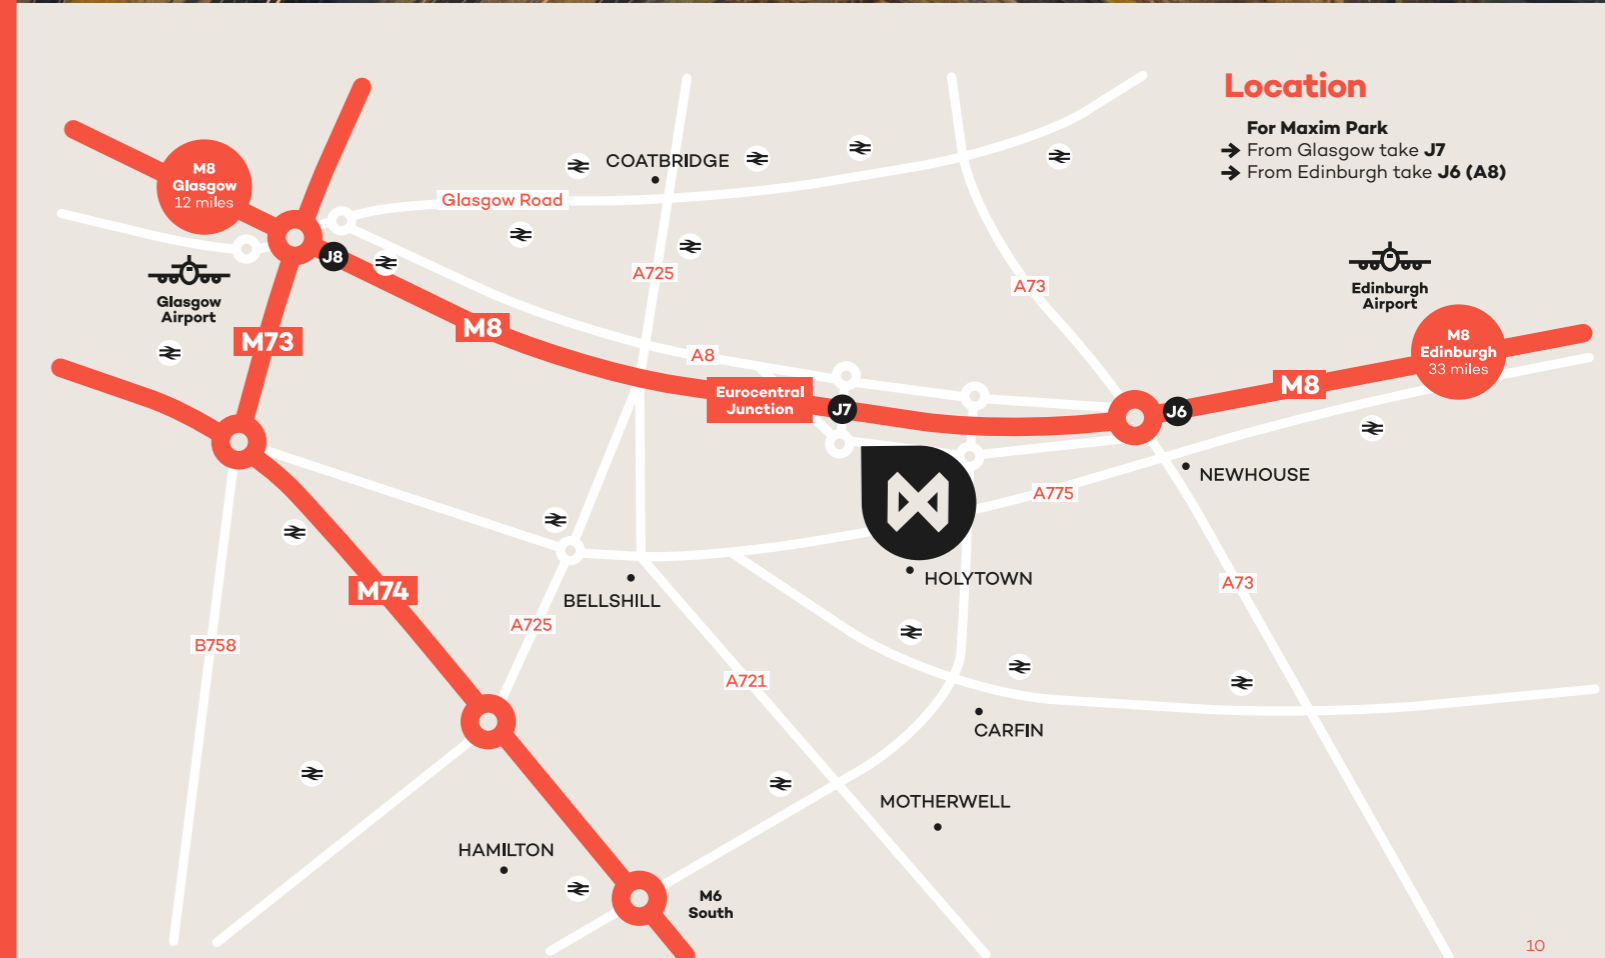 Location
For Maxim Park
From Glasgow take J7
From Edinburgh take J6 (A8)
M8
Glasgow
12 miles
COATBRIDGE
Glasgow Road
J8
A725
A73
Glasgow
Airport
Edinburgh
Airport
M73
M8
A8
M8
Edinburgh
33 miles
M8
Eurocentral
Junction
J7
J6
NEWHOUSE
A775
HOLYTOWN
A73
M74
BELLSHILL
A725
B758
A721
CARFIN
MOTHERWELL
HAMILTON
M6
South
10